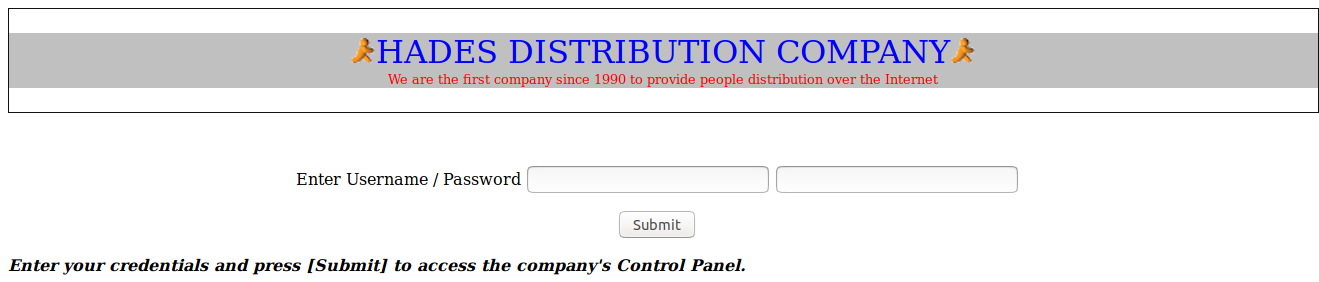 HADES DISTRIBUTION COMPANY
We are the first company since 1990 to provide people distribution over the Internet
Enter Username / Password
Submit
Enter your credentials and press [Submit] to access the company's Control Panel.